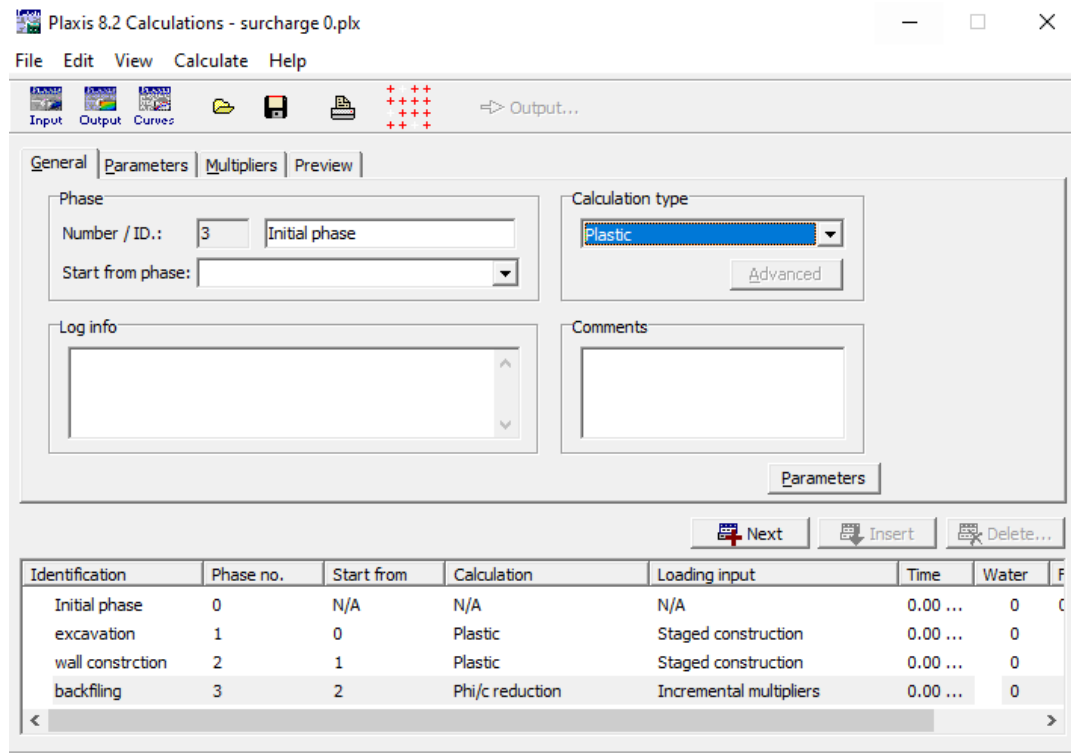 Plaxis 8.2 Calculations - surcharge 0.plx
File Edit View Calculate Help
Input Output Curves Output...
General Parameters Multipliers Preview
Phase
Number / ID.: 3 Initial phase
Start from phase:
Calculation type
Plastic
Advanced
Log info
Comments
Parameters
Next Insert Delete...
Identification Phase no. Start from Calculation Loading input Time Water F
Initial phase 0 N/A N/A N/A 0.00 ... 0
excavation 1 0 Plastic Staged construction 0.00 ... 0
wall constrction 2 1 Plastic Staged construction 0.00 ... 0
backfiling 3 2 Phi/c reduction Incremental multipliers 0.00 ... 0